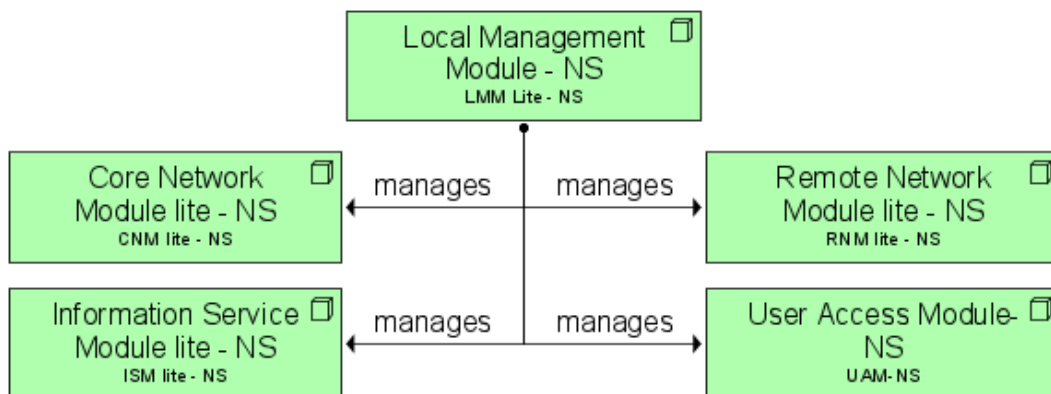 Local Management
Module - NS
LMM Lite - NS
Core Network
Module lite - NS
CNM lite - NS
manages
manages
Remote Network
Module lite - NS
RNM lite - NS
Information Service
Module lite - NS
ISM lite - NS
manages
manages
User Access Module-
NS
UAM-NS